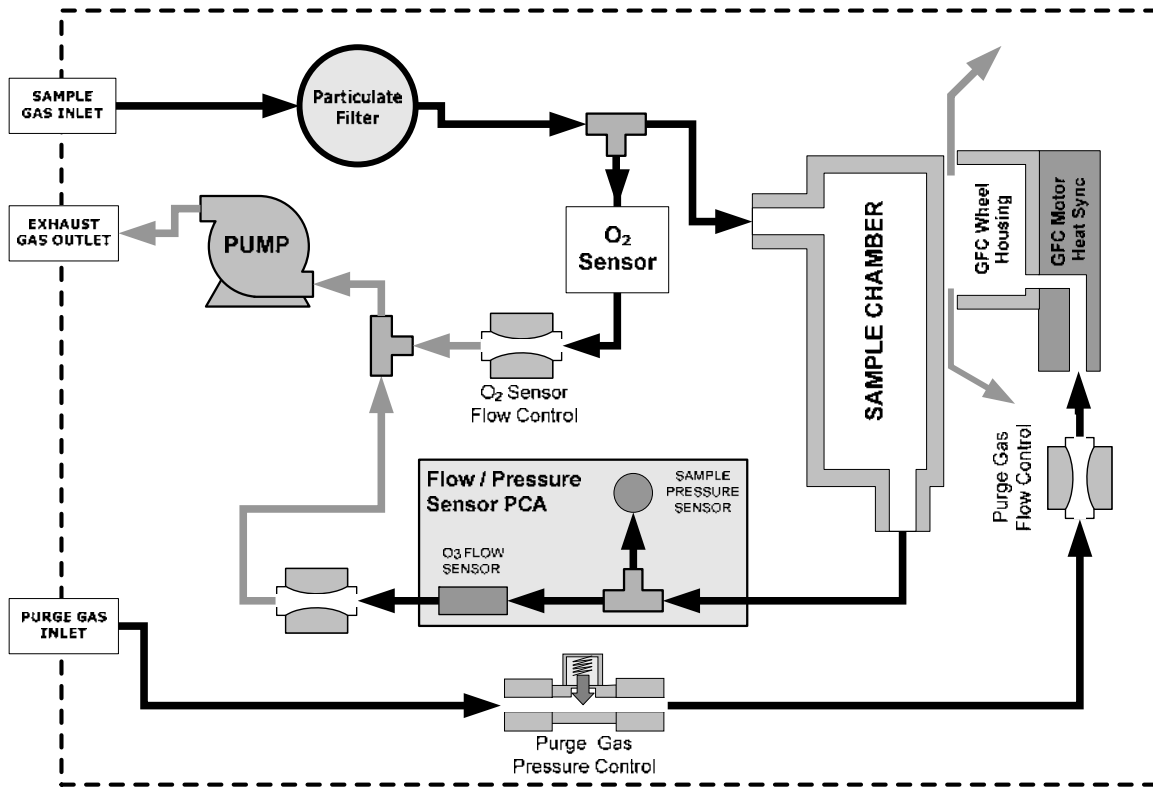 SAMPLE
GAS INLET
Particulate
Filter
EXHAUST
GAS OUTLET
PUMP
O₂
Sensor
SAMPLE CHAMBER
GFC Wheel
Housing
GFC Motor
Heat Sync
O₂ Sensor
Flow Control
Flow / Pressure
Sensor PCA
SAMPLE
PRESSURE
SENSOR
O3 FLOW
SENSOR
Purge Gas
Flow Control
PURGE GAS
INLET
Purge Gas
Pressure Control